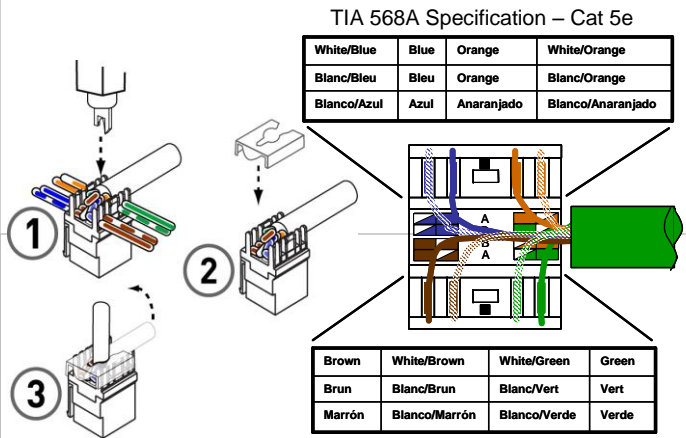 TIA 568A Specification – Cat 5e
White/Blue Blue Orange White/Orange
Blanc/Bleu Bleu Orange Blanc/Orange
Blanco/Azul Azul Anaranjado Blanco/Anaranjado
1
2
3
A
B
B
A
Brown White/Brown White/Green Green
Brun Blanc/Brun Blanc/Vert Vert
Marrón Blanco/Marrón Blanco/Verde Verde